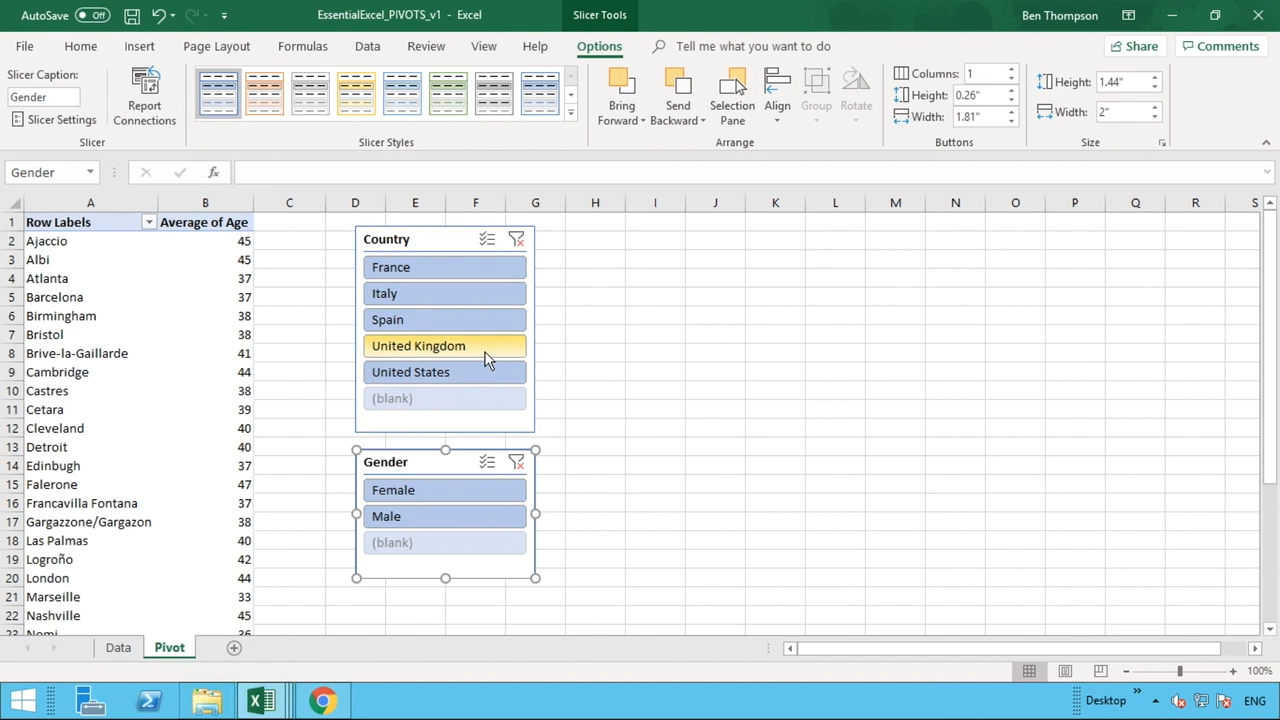 AutoSave Off EssentialExcel_PIVOTS_v1 - Excel Slicer Tools Ben Thompson
File Home Insert Page Layout Formulas Data Review View Help Options Tell me what you want to do Share Comments
Slicer Caption:
Gender
Slicer Settings
Report
Connections
Slicer
Slicer Styles
Bring
Forward
Send
Backward
Selection
Pane
Align
Group
Rotate
Arrange
Columns: 1
Height: 0.26"
Width: 1.81"
Buttons
Height: 1.44"
Width: 2"
Size
Gender fx
A B C D E F G H I J K L M N O P Q R S
1 Row Labels Average of Age
2 Ajaccio 45
3 Albi 45
4 Atlanta 37
5 Barcelona 37
6 Birmingham 38
7 Bristol 38
8 Brive-la-Gaillarde 41
9 Cambridge 44
10 Castres 38
11 Cetara 39
12 Cleveland 40
13 Detroit 40
14 Edinbugh 37
15 Falerone 47
16 Francavilla Fontana 37
17 Gargazzone/Gargazon 38
18 Las Palmas 40
19 Logroño 42
20 London 44
21 Marseille 33
22 Nashville 45
23 Nomi 36
Country
France
Italy
Spain
United Kingdom
United States
(blank)
Gender
Female
Male
(blank)
Data Pivot
100%
Desktop ENG